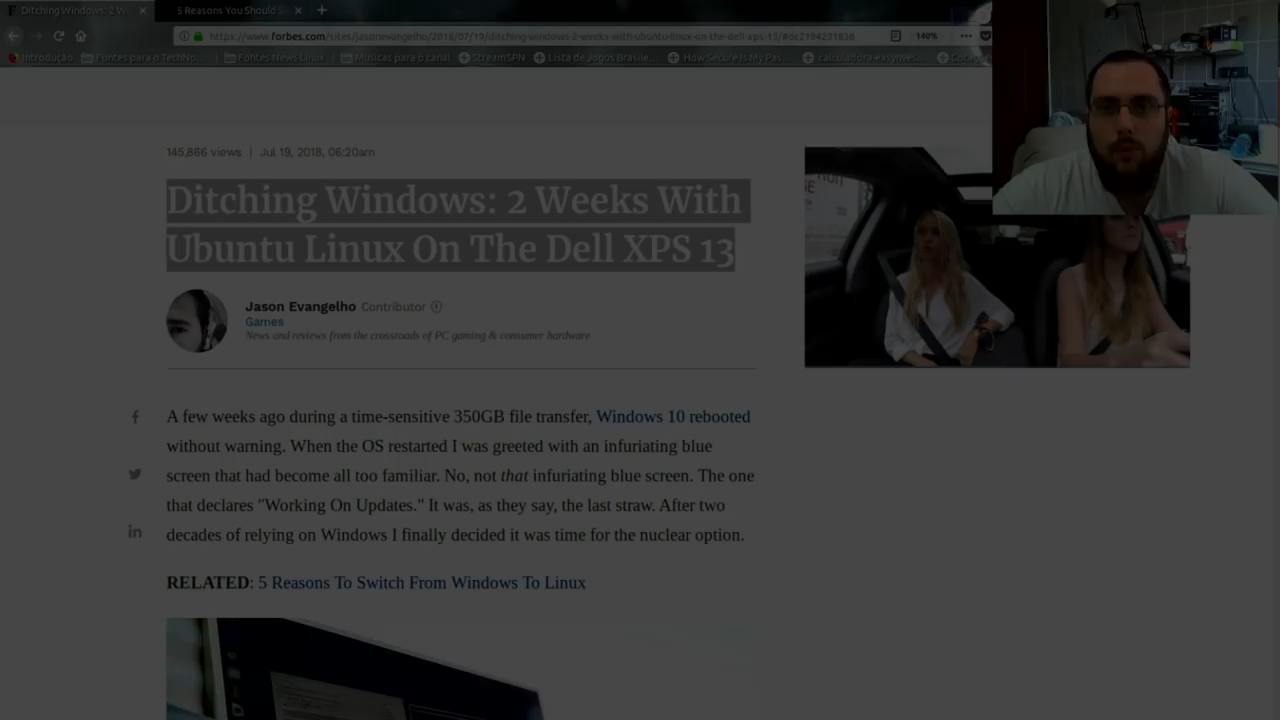 Ditching Windows: 2 W
5 Reasons You Should S
https://www.forbes.com/sites/jasonevangelho/2018/07/19/ditching-windows-2-weeks-with-ubuntu-linux-on-the-dell-xps-13/#6c2194231836
140%
Introdução
Fontes para o TechNo...
Fontes News Linux
Músicas para o canal
StreamSPN
Lista de Jogos Brasile...
How Secure Is My Pas...
calculadora easynves...
145,866 views | Jul 19, 2018, 06:20am
Ditching Windows: 2 Weeks With
Ubuntu Linux On The Dell XPS 13
Jason Evangelho Contributor
Games
News and reviews from the crossroads of PC gaming & consumer hardware
A few weeks ago during a time-sensitive 350GB file transfer, Windows 10 rebooted
without warning. When the OS restarted I was greeted with an infuriating blue
screen that had become all too familiar. No, not that infuriating blue screen. The one
that declares "Working On Updates." It was, as they say, the last straw. After two
decades of relying on Windows I finally decided it was time for the nuclear option.
RELATED: 5 Reasons To Switch From Windows To Linux